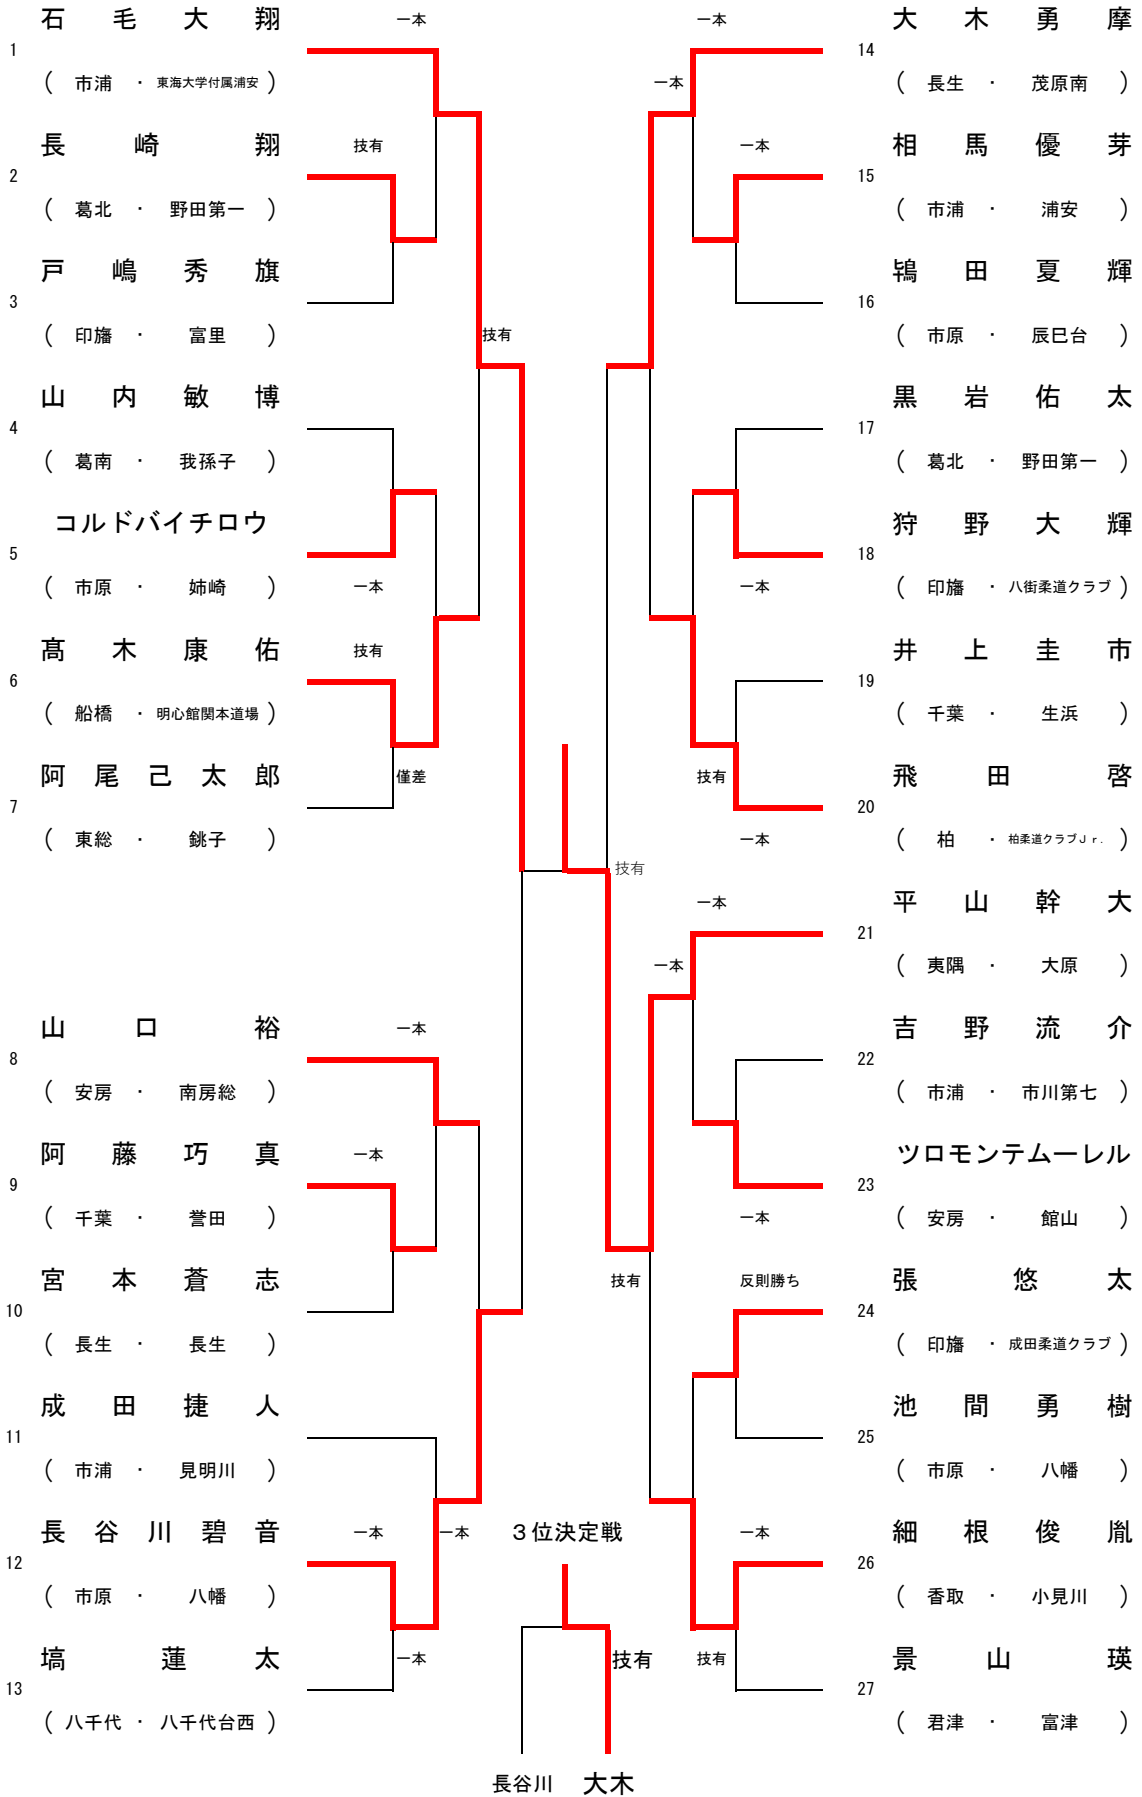 石毛大翔
一本
1
( 市浦 ・ 東海大学付属浦安 )
長崎翔
技有
2
( 葛北 ・ 野田第一 )
戸嶋秀旗
3
( 印旛 ・ 富里 )
技有
山内敏博
4
( 葛南 ・ 我孫子 )
コルドバイチロウ
5
( 市原 ・ 姉崎 )
一本
髙木康佑
技有
6
( 船橋 ・ 明心館関本道場 )
阿尾己太郎
僅差
7
( 東総 ・ 銚子 )
山口裕
一本
8
( 安房 ・ 南房総 )
阿藤巧真
一本
9
( 千葉 ・ 誉田 )
宮本蒼志
10
( 長生 ・ 長生 )
成田捷人
11
( 市浦 ・ 見明川 )
長谷川碧音
一本
一本
12
( 市原 ・ 八幡 )
塙蓮太
一本
13
( 八千代 ・ 八千代台西 )
一本
大木勇摩
14
一本
( 長生 ・ 茂原南 )
一本
相馬優芽
15
( 市浦 ・ 浦安 )
鴇田夏輝
16
( 市原 ・ 辰巳台 )
黒岩佑太
17
( 葛北 ・ 野田第一 )
狩野大輝
18
一本
( 印旛 ・ 八街柔道クラブ )
井上圭市
19
( 千葉 ・ 生浜 )
技有
飛田啓
20
一本
( 柏 ・ 柏柔道クラブＪｒ. )
技有
一本
平山幹大
21
一本
( 夷隅 ・ 大原 )
吉野流介
22
( 市浦 ・ 市川第七 )
ツロモンテムーレル
23
一本
( 安房 ・ 館山 )
技有
反則勝ち
張悠太
24
( 印旛 ・ 成田柔道クラブ )
池間勇樹
25
( 市原 ・ 八幡 )
一本
細根俊胤
26
( 香取 ・ 小見川 )
技有
景山瑛
27
( 君津 ・ 富津 )
３位決定戦
技有
長谷川 大木